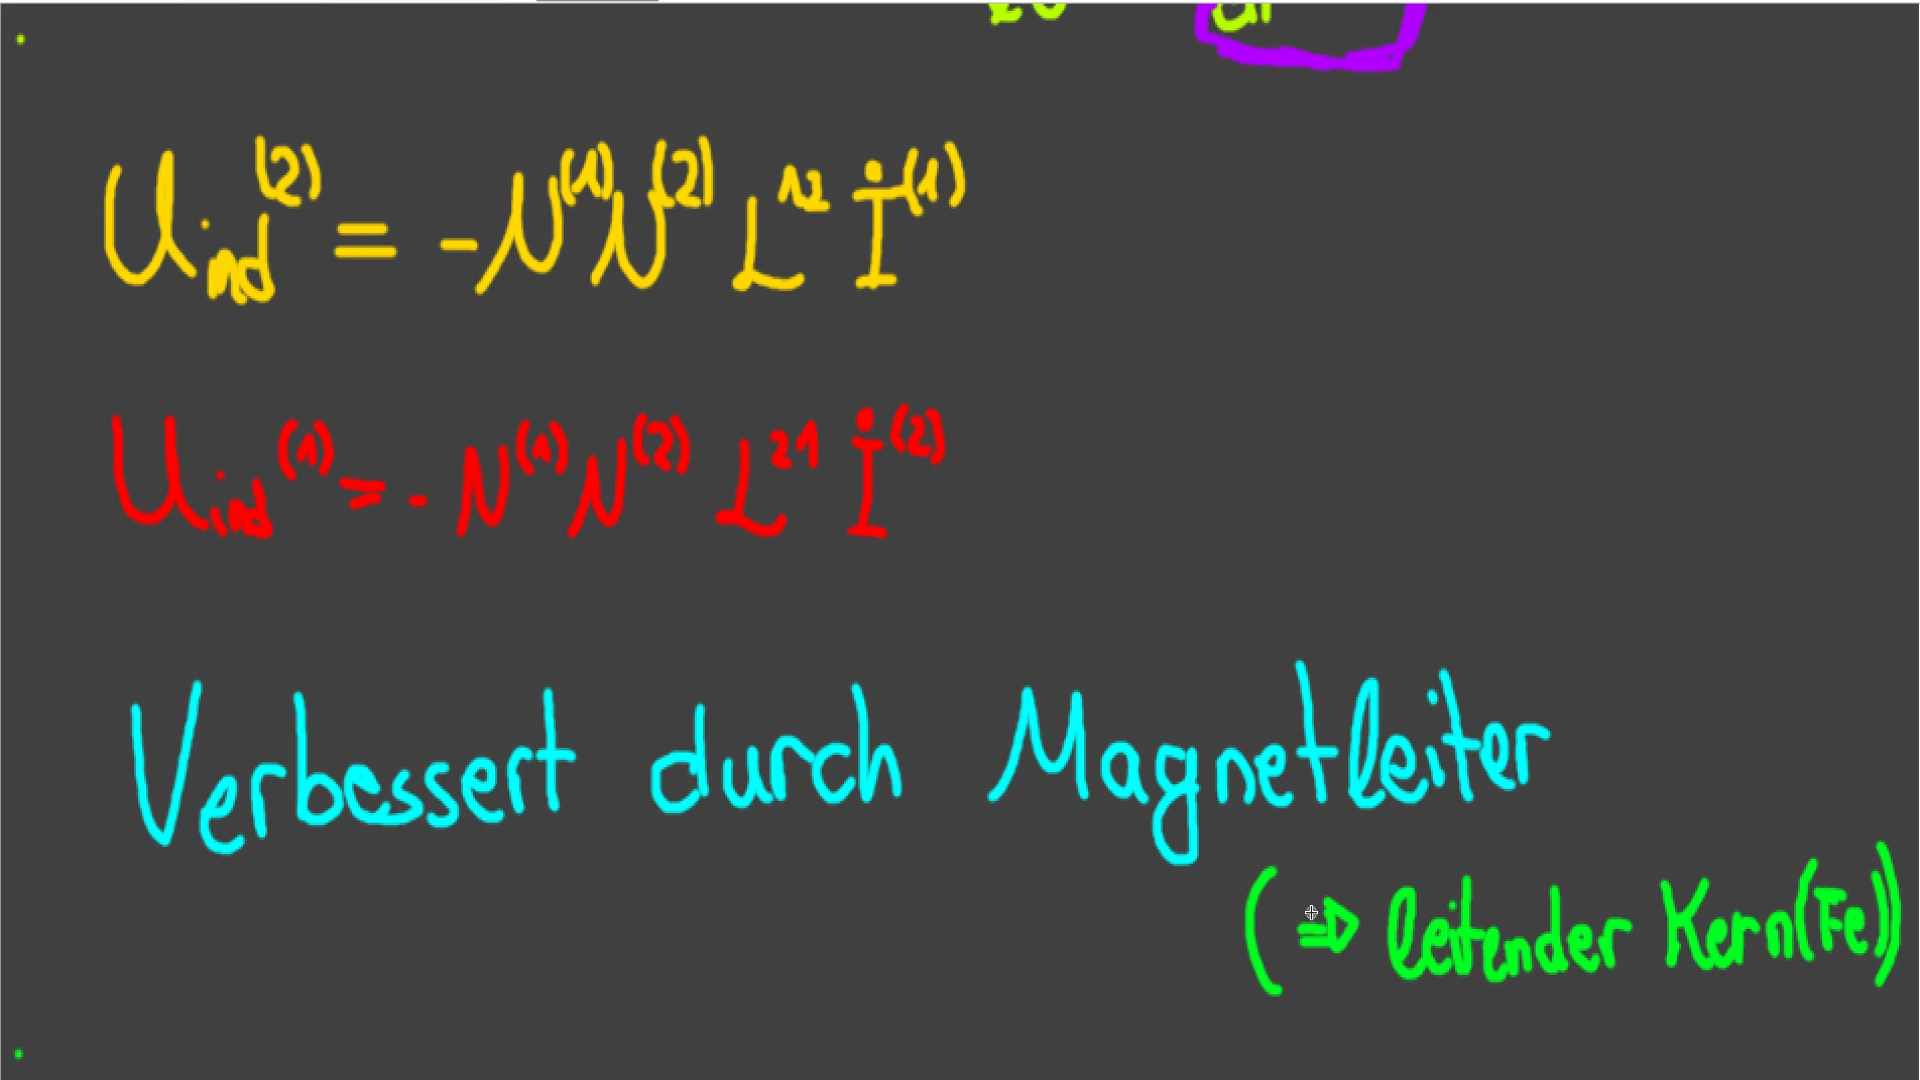 U_ind^(2) = -N^(1) N^(2) L^12 İ^(1)
U_ind^(1) = - N^(1) N^(2) L^21 İ^(2)
Verbessert durch Magnetleiter
(⇒ leitender Kern(Fe))